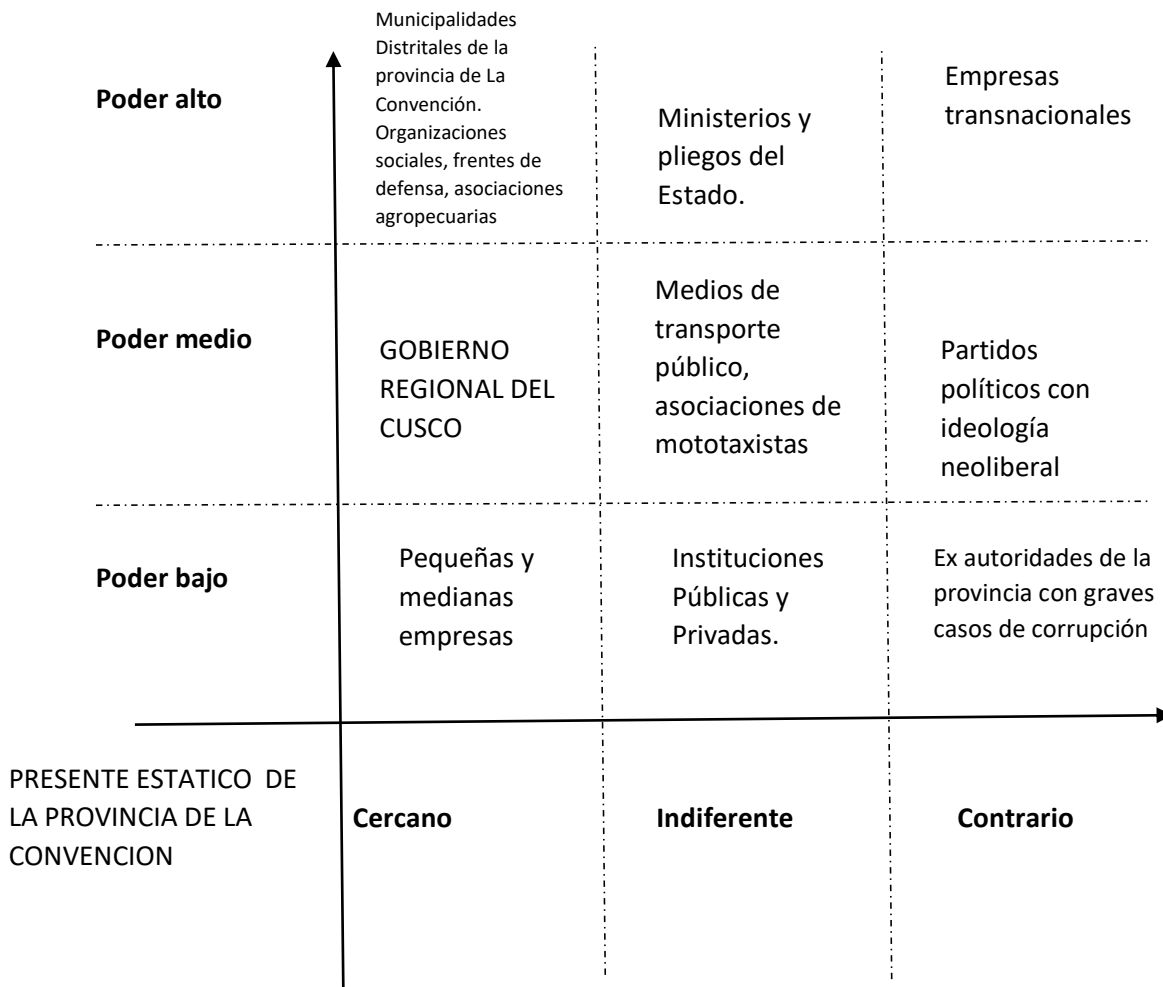 Poder alto
Municipalidades
Distritales de la
provincia de La
Convención.
Organizaciones
sociales, frentes de
defensa, asociaciones
agropecuarias
Ministerios y
pliegos del
Estado.
Empresas
transnacionales
Poder medio
GOBIERNO
REGIONAL DEL
CUSCO
Medios de
transporte
público,
asociaciones de
mototaxistas
Partidos
políticos con
ideología
neoliberal
Poder bajo
Pequeñas y
medianas
empresas
Instituciones
Públicas y
Privadas.
Ex autoridades de la
provincia con graves
casos de corrupción
PRESENTE ESTATICO DE
LA PROVINCIA DE LA
CONVENCION
Cercano
Indiferente
Contrario